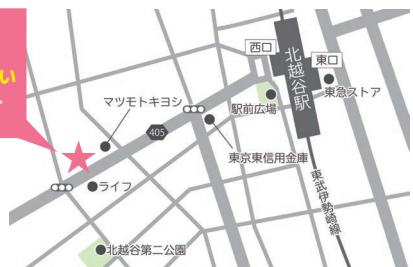 い
。
西口
北越谷駅
東口
マツモトキヨシ
駅前広場
東急ストア
405
東京東信用金庫
ライフ
東武伊勢崎線
北越谷第二公園